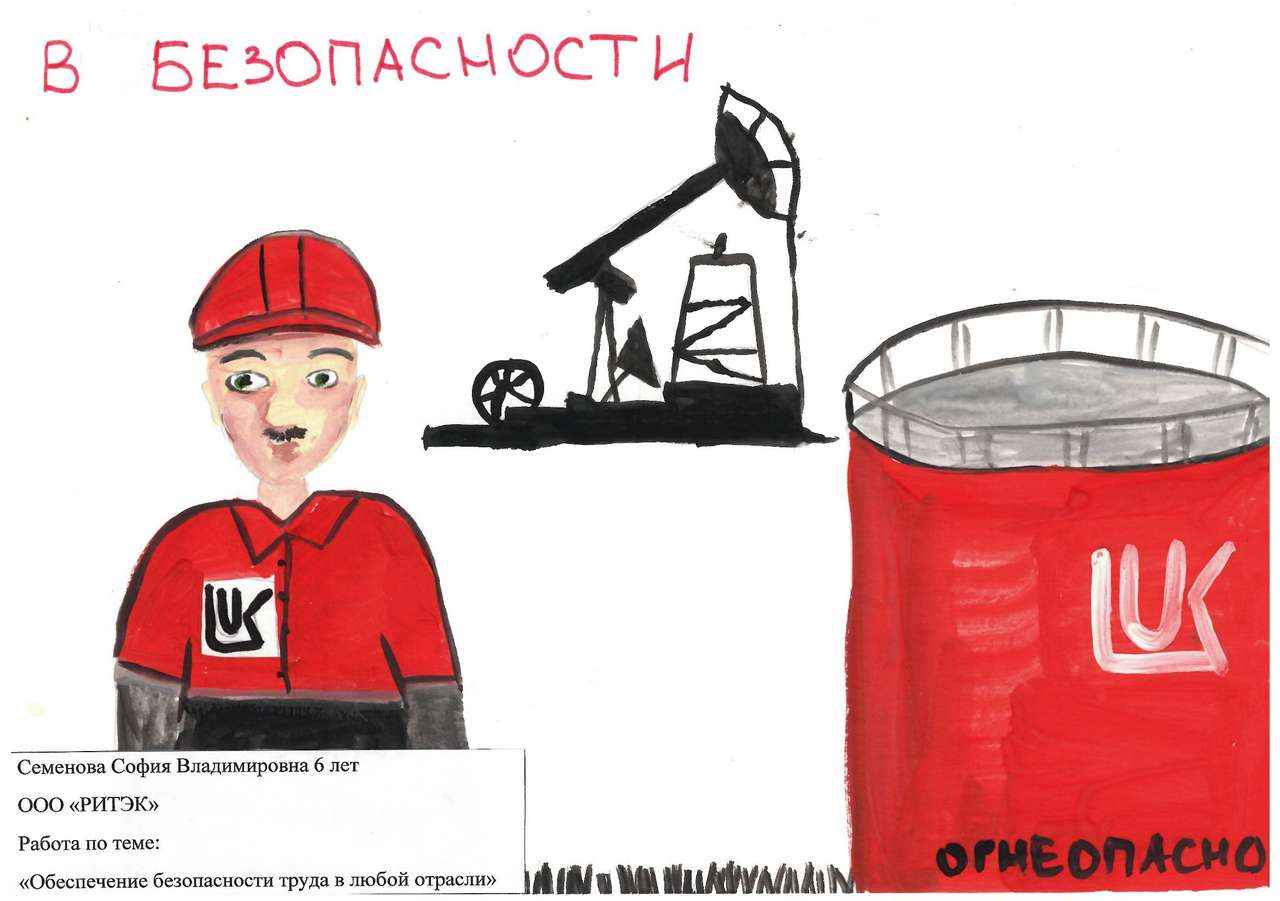 В БЕЗОПАСНОСТИ
LUK
LUK
ОГНЕОПАСНО
Семенова София Владимировна 6 лет
ООО «РИТЭК»
Работа по теме:
«Обеспечение безопасности труда в любой отрасли»